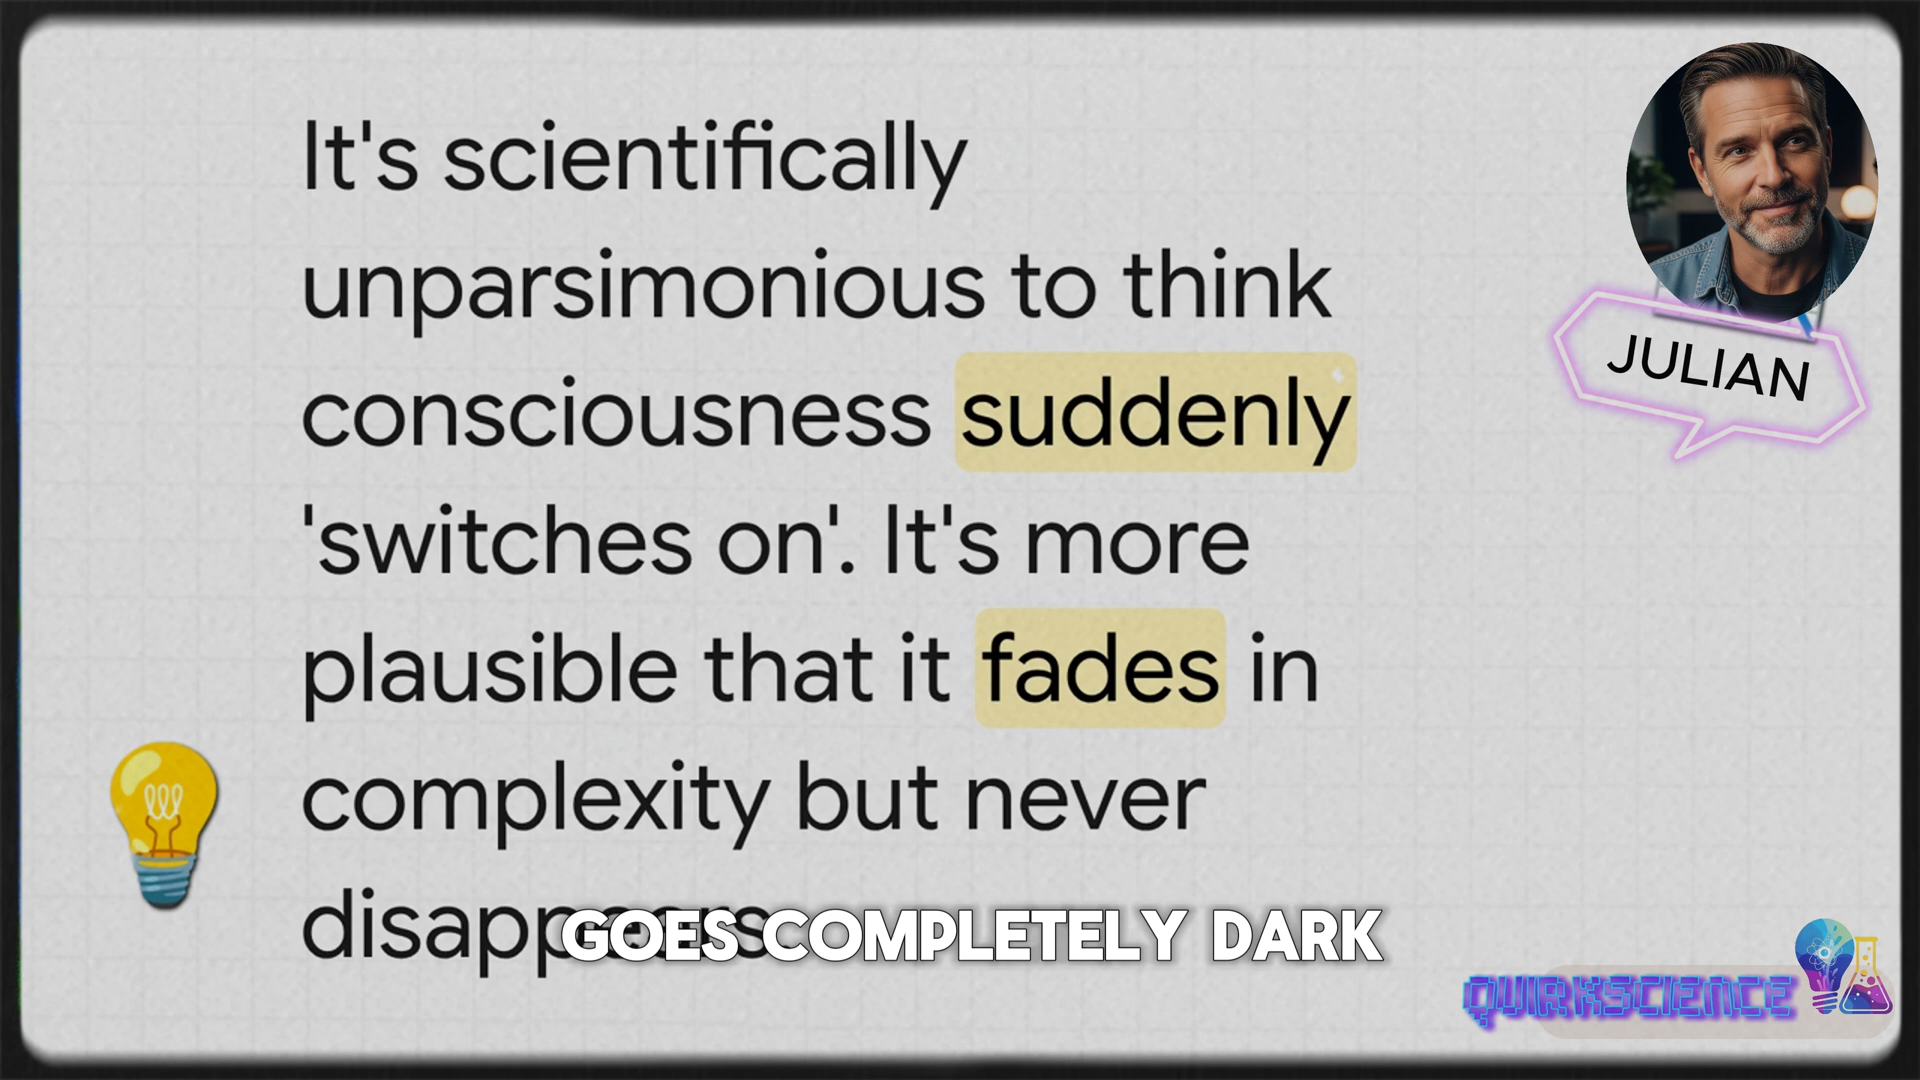 It's scientifically
unparsimonious to think
consciousness suddenly
'switches on'. It's more
plausible that it fades in
complexity but never
disappears
GOES COMPLETELY DARK
JULIAN
QUIRKSCIENCE